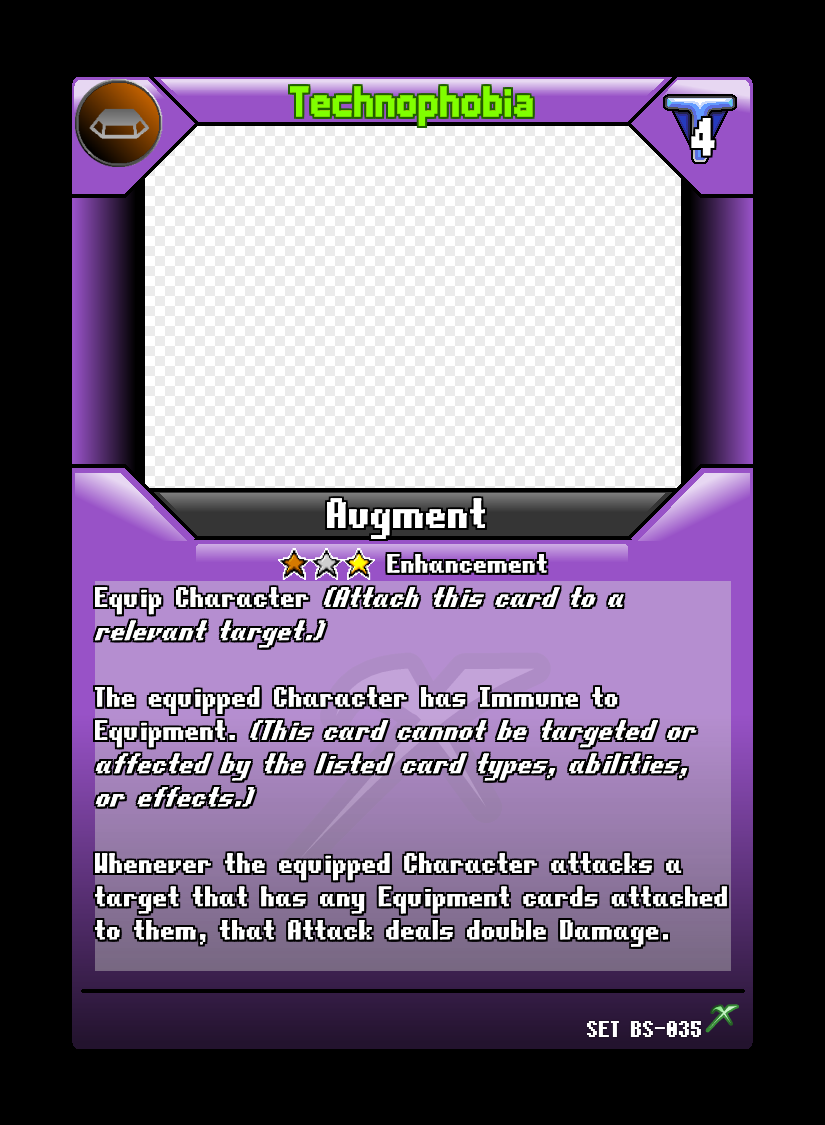 Technophobia
4
Augment
Enhancement
Equip Character (Attach this card to a
relevant target.)
The equipped Character has Immune to
Equipment. (This card cannot be targeted or
affected by the listed card types, abilities,
or effects.)
Whenever the equipped Character attacks a
target that has any Equipment cards attached
to them, that Attack deals double Damage.
SET BS-035